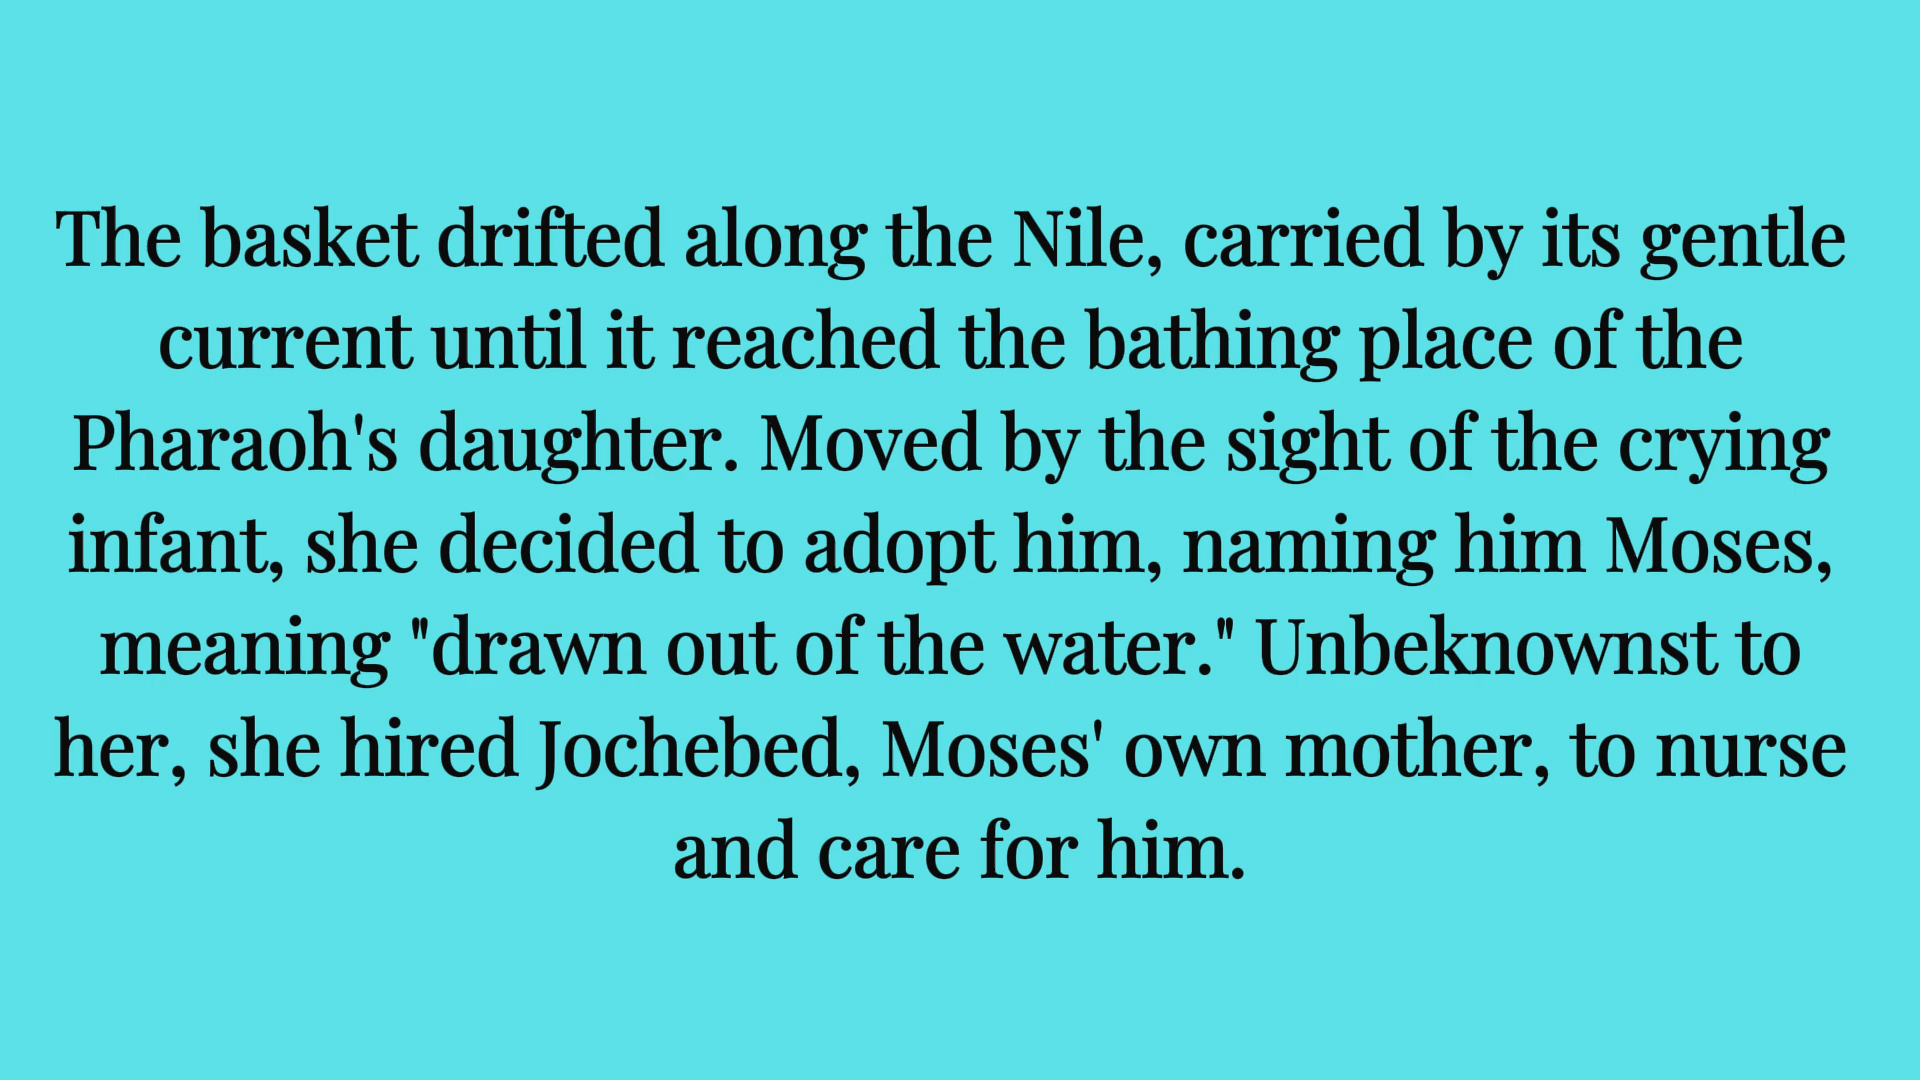 The basket drifted along the Nile, carried by its gentle
current until it reached the bathing place of the
Pharaoh's daughter. Moved by the sight of the crying
infant, she decided to adopt him, naming him Moses,
meaning "drawn out of the water." Unbeknownst to
her, she hired Jochebed, Moses' own mother, to nurse
and care for him.